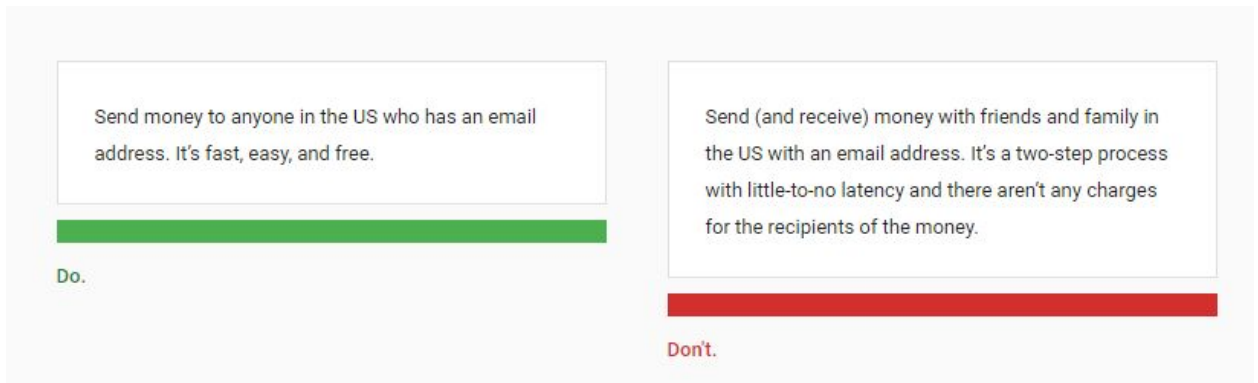 Send money to anyone in the US who has an email
address. It’s fast, easy, and free.
Do.
Send (and receive) money with friends and family in
the US with an email address. It’s a two-step process
with little-to-no latency and there aren’t any charges
for the recipients of the money.
Don't.